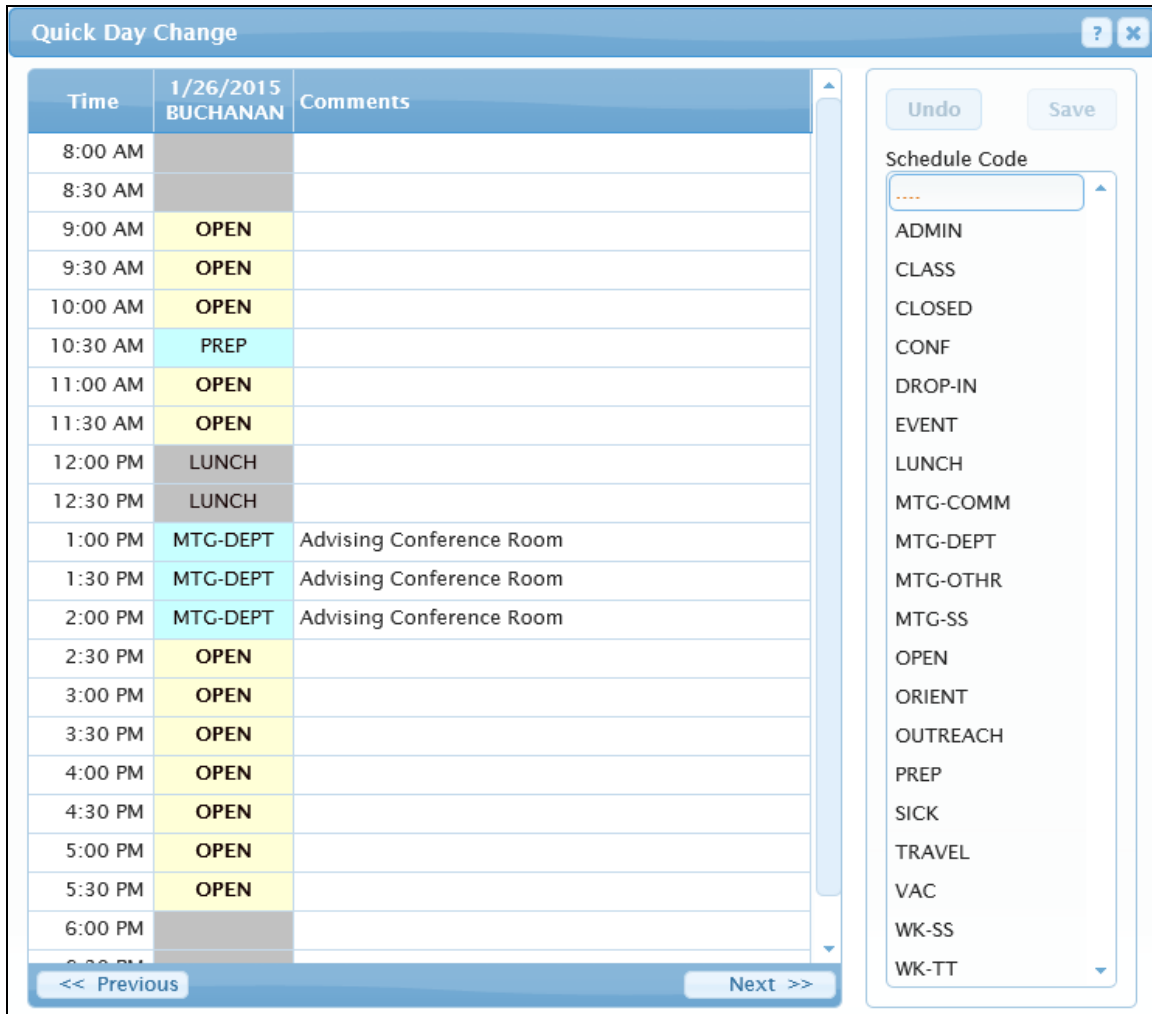 Quick Day Change ? ×
Time 1/26/2015 BUCHANAN Comments
8:00 AM
8:30 AM
9:00 AM OPEN
9:30 AM OPEN
10:00 AM OPEN
10:30 AM PREP
11:00 AM OPEN
11:30 AM OPEN
12:00 PM LUNCH
12:30 PM LUNCH
1:00 PM MTG-DEPT Advising Conference Room
1:30 PM MTG-DEPT Advising Conference Room
2:00 PM MTG-DEPT Advising Conference Room
2:30 PM OPEN
3:00 PM OPEN
3:30 PM OPEN
4:00 PM OPEN
4:30 PM OPEN
5:00 PM OPEN
5:30 PM OPEN
6:00 PM
<< Previous Next >>
Undo Save
Schedule Code
----
ADMIN
CLASS
CLOSED
CONF
DROP-IN
EVENT
LUNCH
MTG-COMM
MTG-DEPT
MTG-OTHR
MTG-SS
OPEN
ORIENT
OUTREACH
PREP
SICK
TRAVEL
VAC
WK-SS
WK-TT